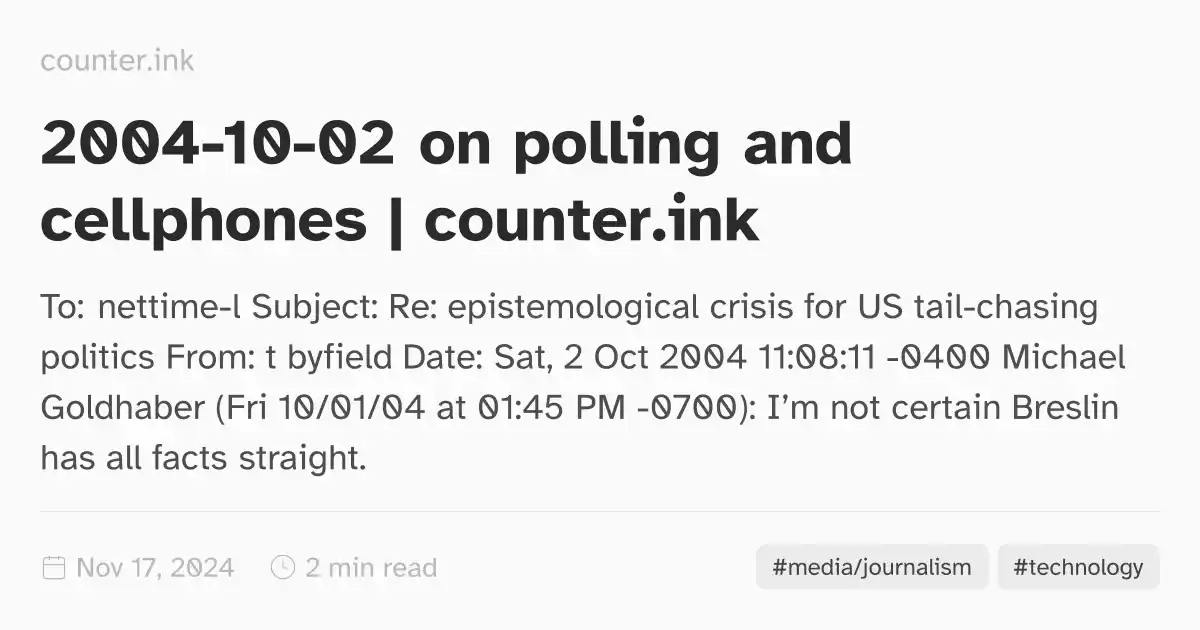 counter.ink
2004-10-02 on polling and
cellphones | counter.ink
To: nettime-l Subject: Re: epistemological crisis for US tail-chasing
politics From: t byfield Date: Sat, 2 Oct 2004 11:08:11 -0400 Michael
Goldhaber (Fri 10/01/04 at 01:45 PM -0700): I’m not certain Breslin
has all facts straight.
Nov 17, 2024 2 min read #media/journalism #technology